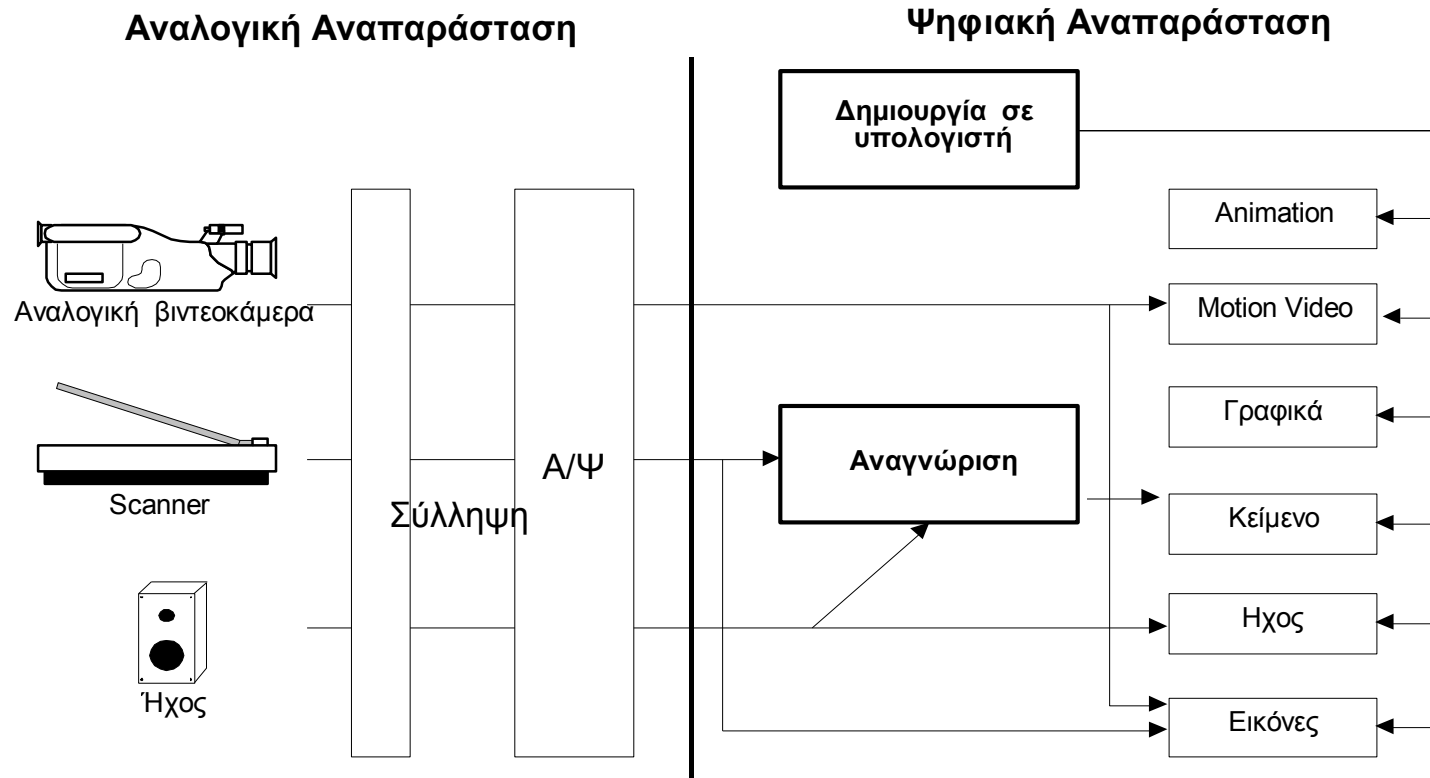 Αναλογική Αναπαράσταση
Ψηφιακή Αναπαράσταση
Δημιουργία σε
υπολογιστή
Animation
Αναλογική βιντεοκάμερα
Motion Video
Γραφικά
Α/Ψ
Αναγνώριση
Scanner
Σύλληψη
Κείμενο
Ηχος
Ήχος
Εικόνες